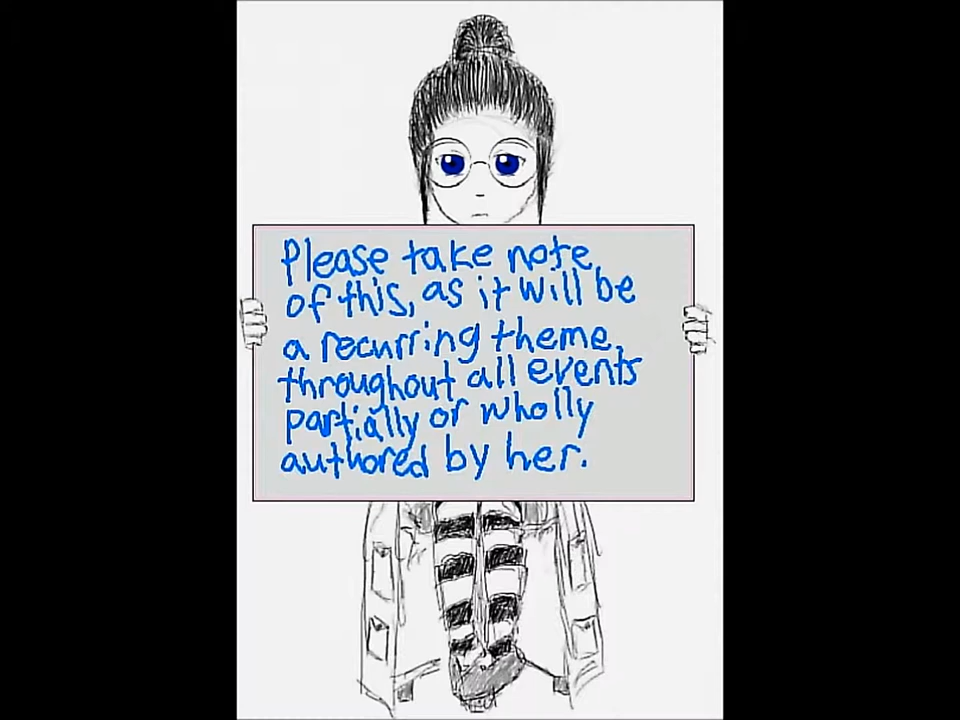 Please take note
of this, as it will be
a recurring theme,
throughout all events
partially or wholly
authored by her.